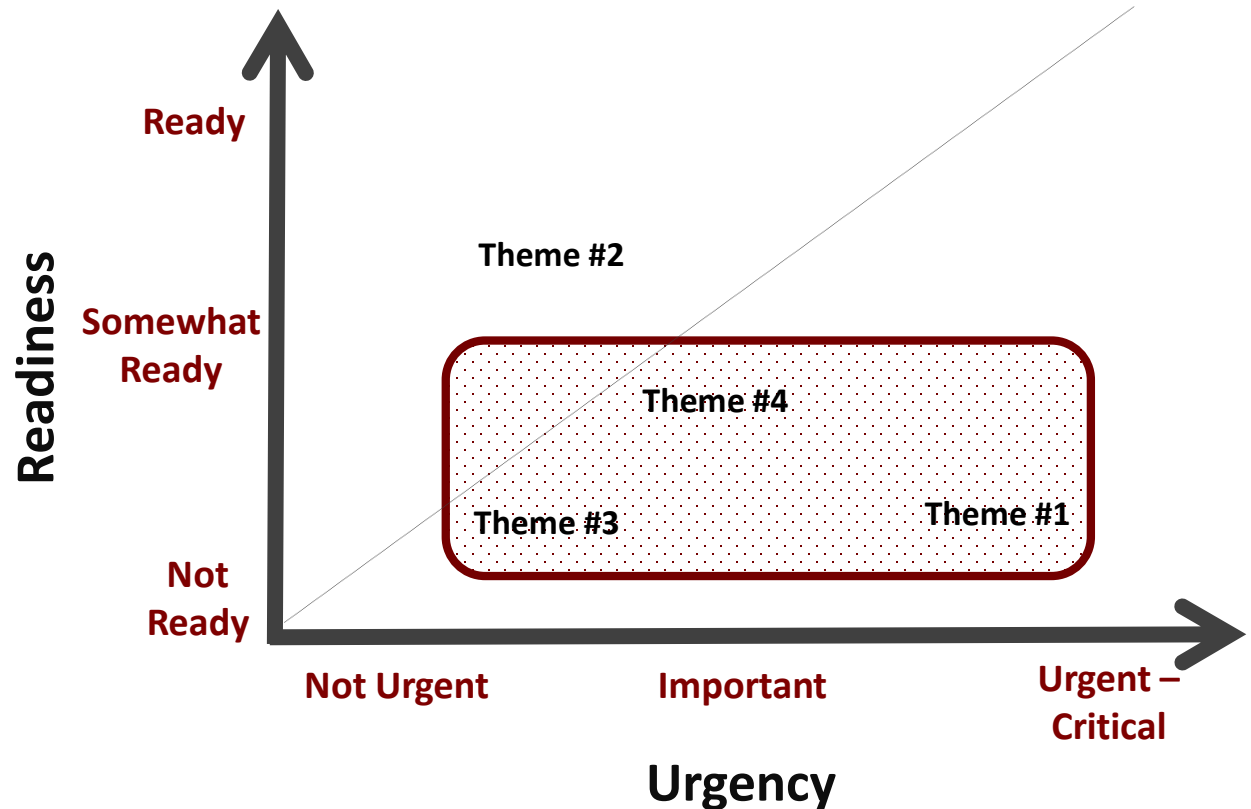 Ready
Readiness
Theme #2
Somewhat
Ready
Theme #4
Theme #3
Theme #1
Not
Ready
Not Urgent
Important
Urgent –
Critical
Urgency